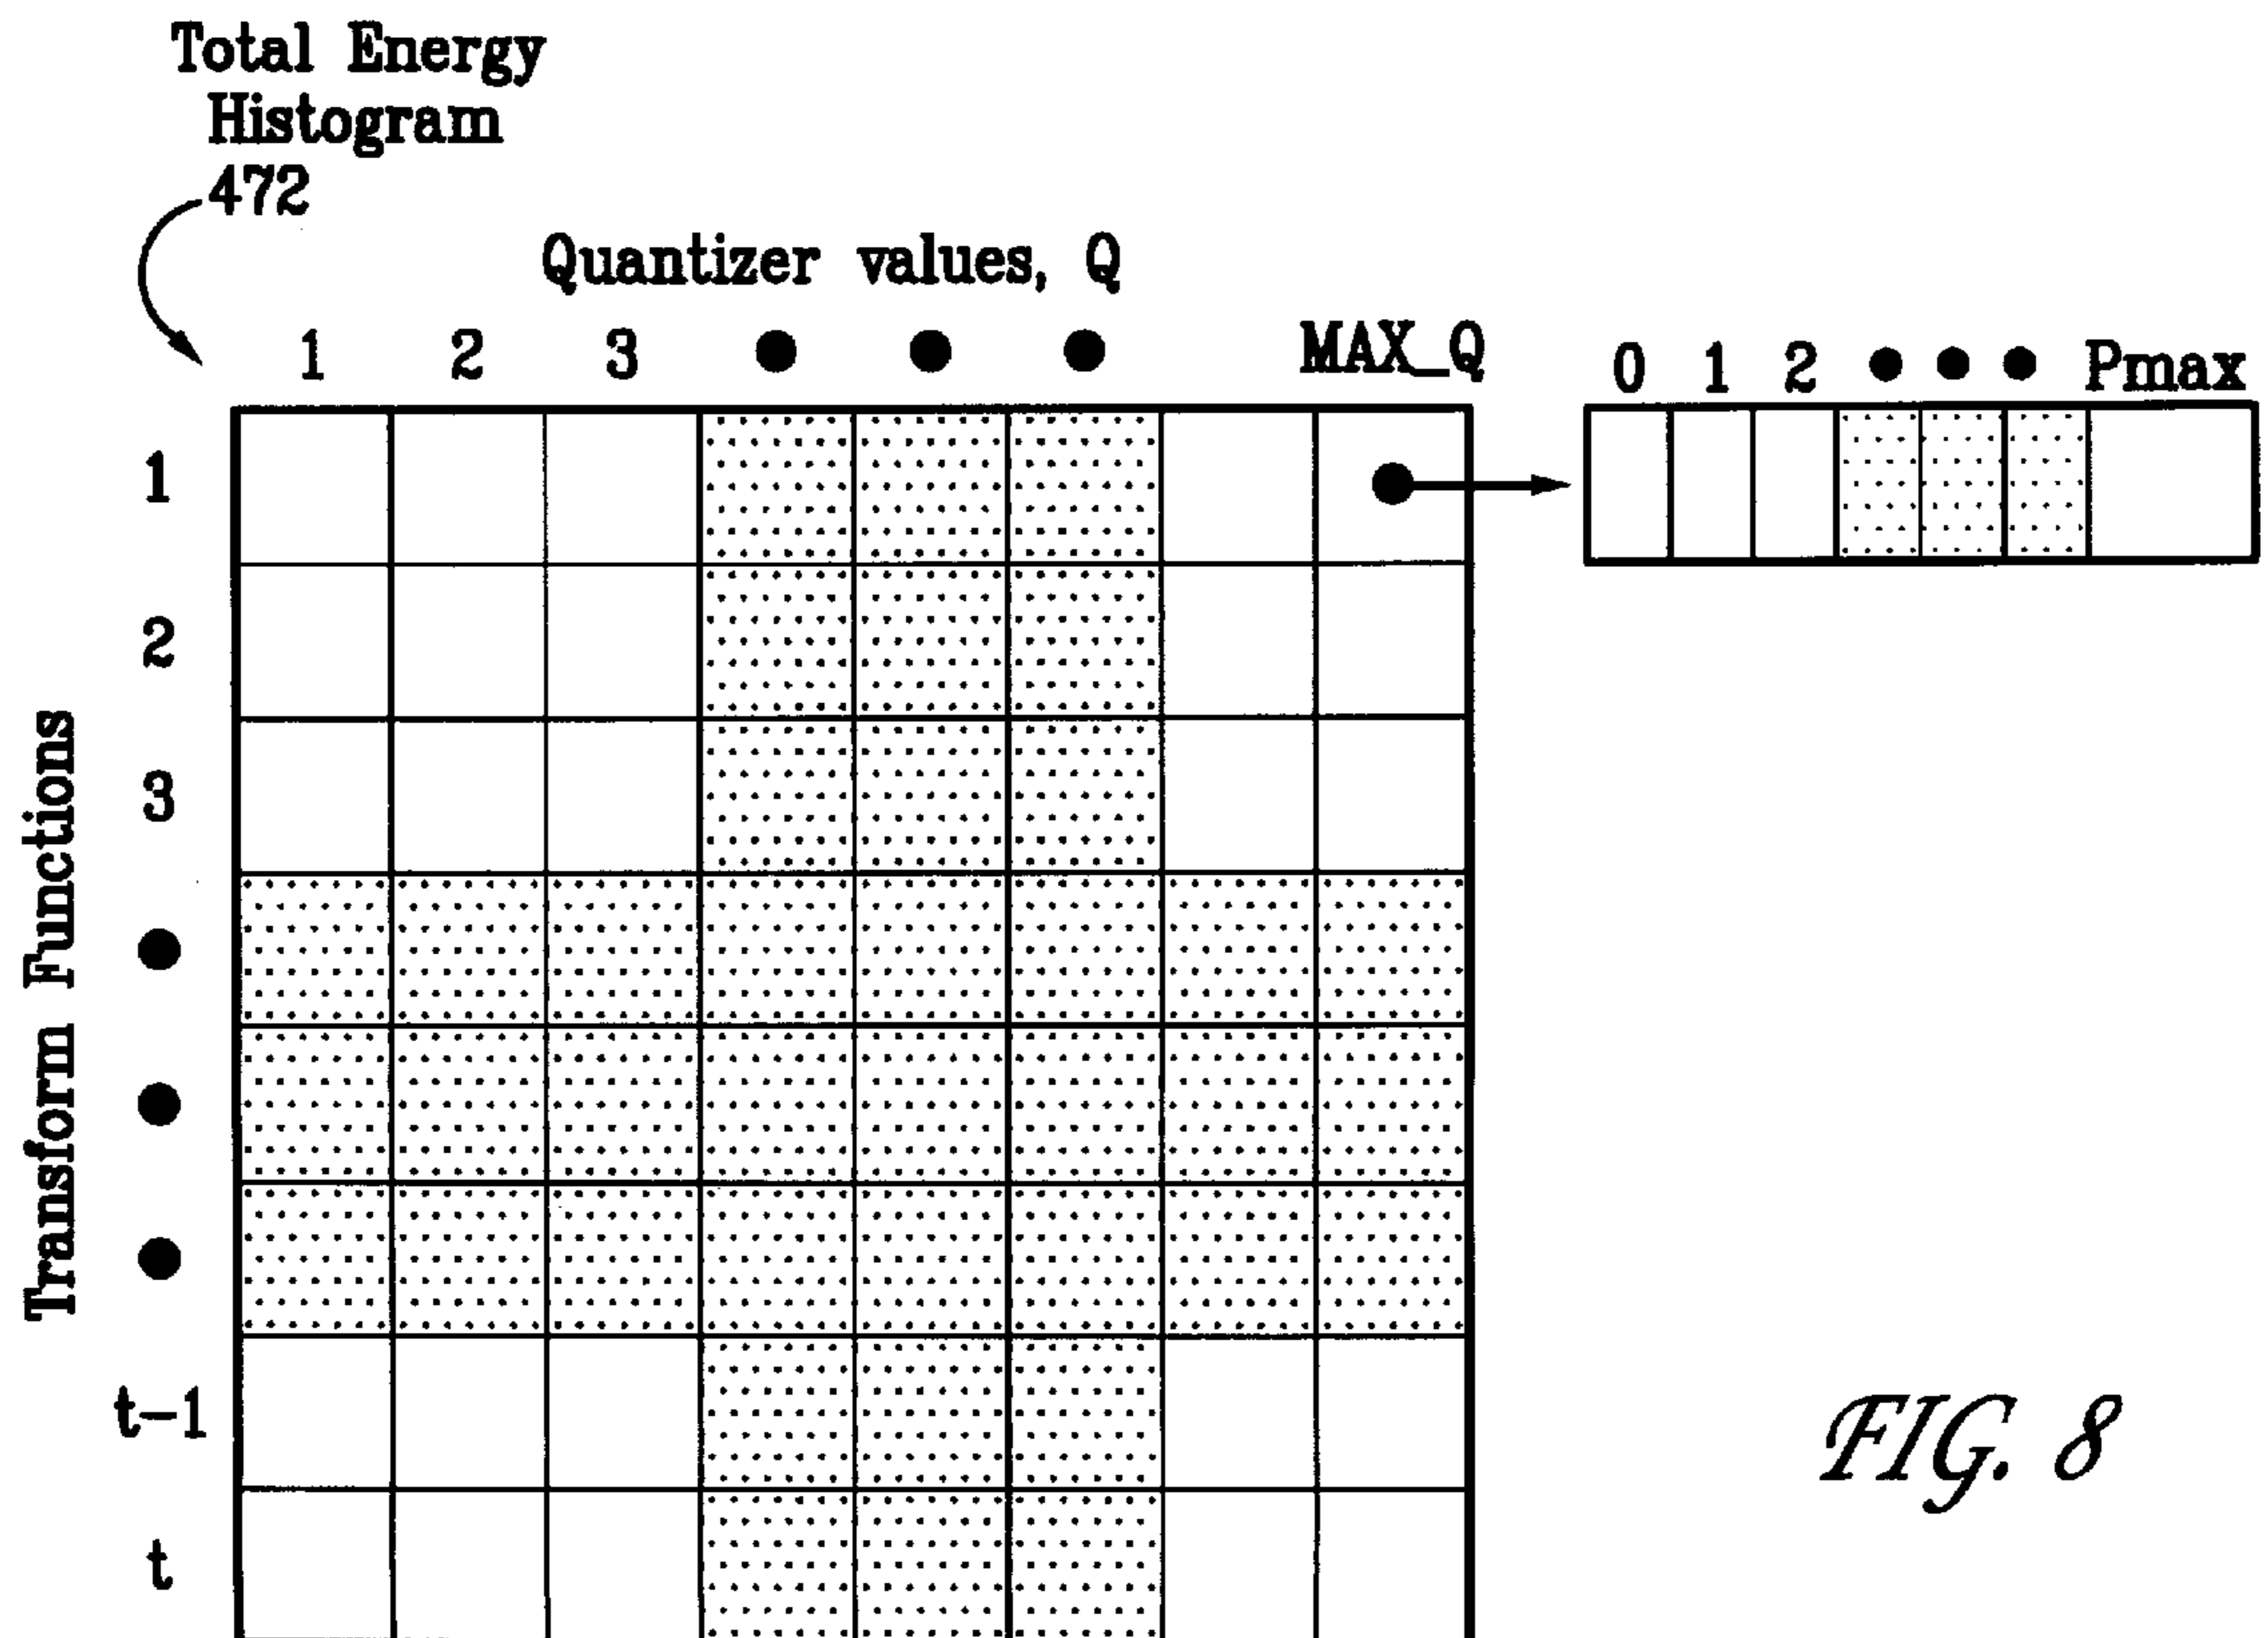 Total Energy
Histogram
472
Quantizer values, Q
1 2 3 ● ● ● MAX_Q
0 1 2 ● ● ● Pmax
Transform Functions
1
2
3
●
●
●
t-1
t
FIG. 8